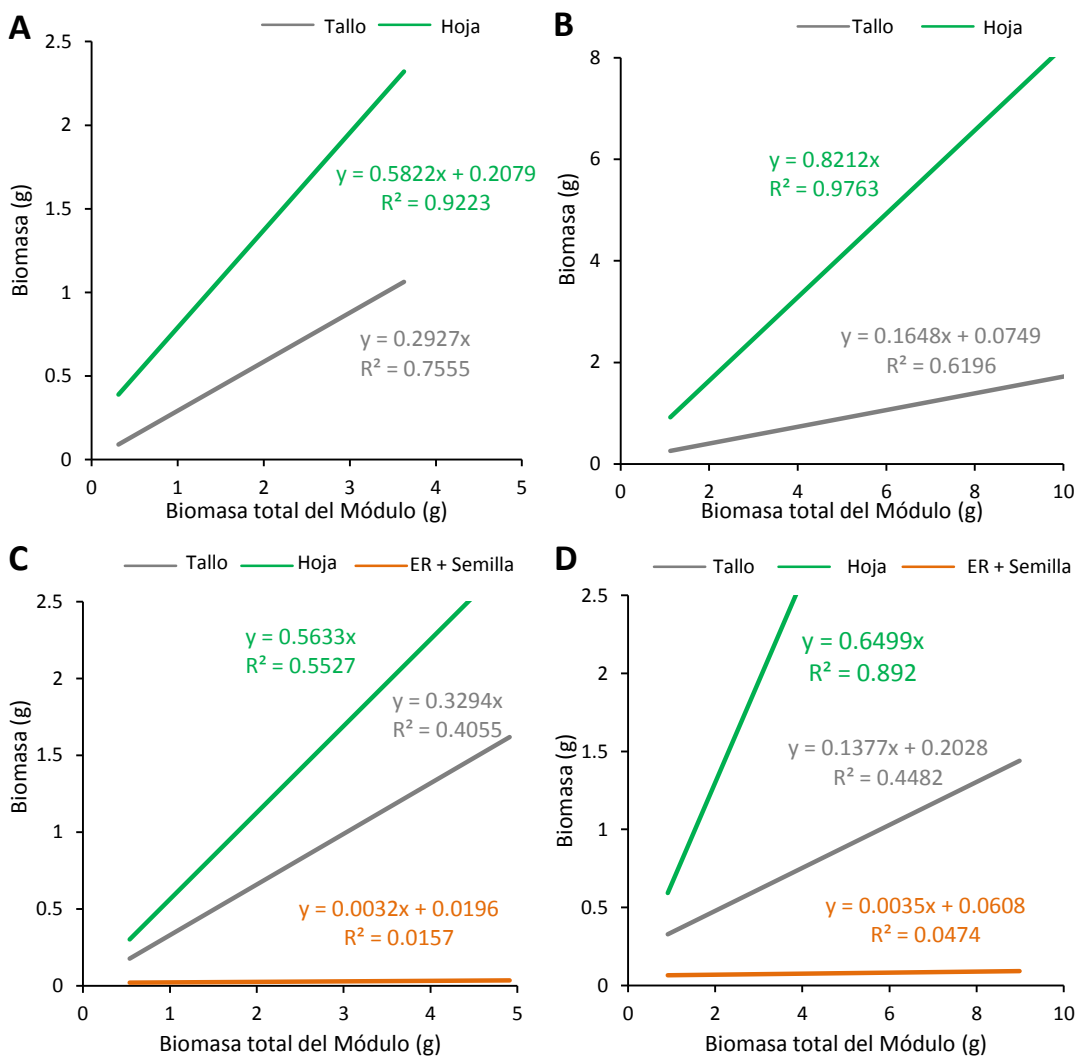 A
Tallo Hoja
2.5
2
1.5
1
0.5
0
Biomasa (g)
y = 0.5822x + 0.2079
R² = 0.9223
y = 0.2927x
R² = 0.7555
0 1 2 3 4 5
Biomasa total del Módulo (g)
B
Tallo Hoja
8
6
4
2
0
Biomasa (g)
y = 0.8212x
R² = 0.9763
y = 0.1648x + 0.0749
R² = 0.6196
0 2 4 6 8 10
Biomasa total del Módulo (g)
C
Tallo Hoja ER + Semilla
2.5
2
1.5
1
0.5
0
Biomasa (g)
y = 0.5633x
R² = 0.5527
y = 0.3294x
R² = 0.4055
y = 0.0032x + 0.0196
R² = 0.0157
0 1 2 3 4 5
Biomasa total del Módulo (g)
D
Tallo Hoja ER + Semilla
2.5
2
1.5
1
0.5
0
Biomasa (g)
y = 0.6499x
R² = 0.892
y = 0.1377x + 0.2028
R² = 0.4482
y = 0.0035x + 0.0608
R² = 0.0474
0 2 4 6 8 10
Biomasa total del Módulo (g)